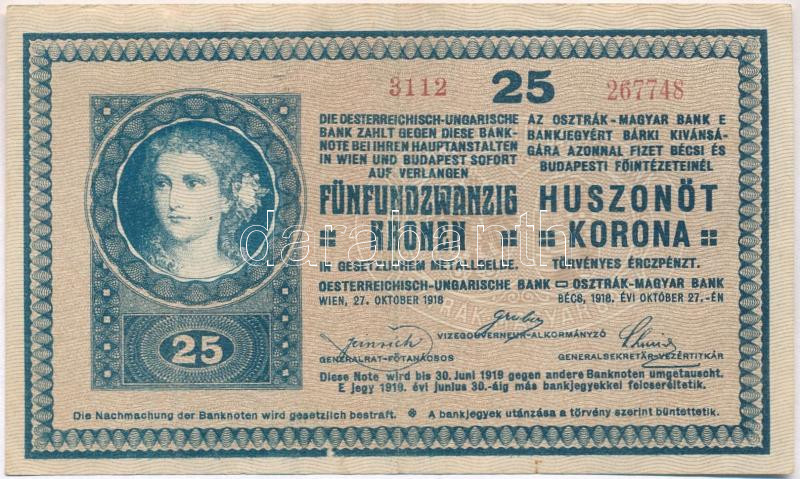 3112 25 267748
DIE OESTERREICHISCH-UNGARISCHE
BANK ZAHLT GEGEN DIESE BANK-
NOTE BEI IHREN HAUPTANSTALTEN
IN WIEN UND BUDAPEST SOFORT
AUF VERLANGEN
FÜNFUNDZWANZIG
KRONEN
IN GESETZLICHEM METALLGELDE.
OESTERREICHISCH-UNGARISCHE BANK
WIEN, 27. OKTOBER 1918
AZ OSZTRÁK-MAGYAR BANK E
BANKJEGYÉRT BÁRKI KIVÁNSÁ-
GÁRA AZONNAL FIZET BÉCSI ÉS
BUDAPESTI FŐINTÉZETEINÉL
HUSZONÖT
KORONA
TÖRVÉNYES ÉRCZPÉNZT.
OSZTRÁK-MAGYAR BANK
BÉCS, 1918. ÉVI OKTÓBER 27.-ÉN
Gruber
VIZEGOUVERNEUR-ALKORMÁNYZÓ
GENERALRAT-FŐTANÁCSOS
GENERALSEKRETÄR-VEZÉRTITKÁR
25
Diese Note wird bis 30. Juni 1919 gegen andere Banknoten umgetauscht.
E jegy 1919. évi junius 30.-áig más bankjegyekkel felcseréltetik.
Die Nachmachung der Banknoten wird gesetzlich bestraft. A bankjegyek utánzása a törvény szerint büntettetik.
darabanth